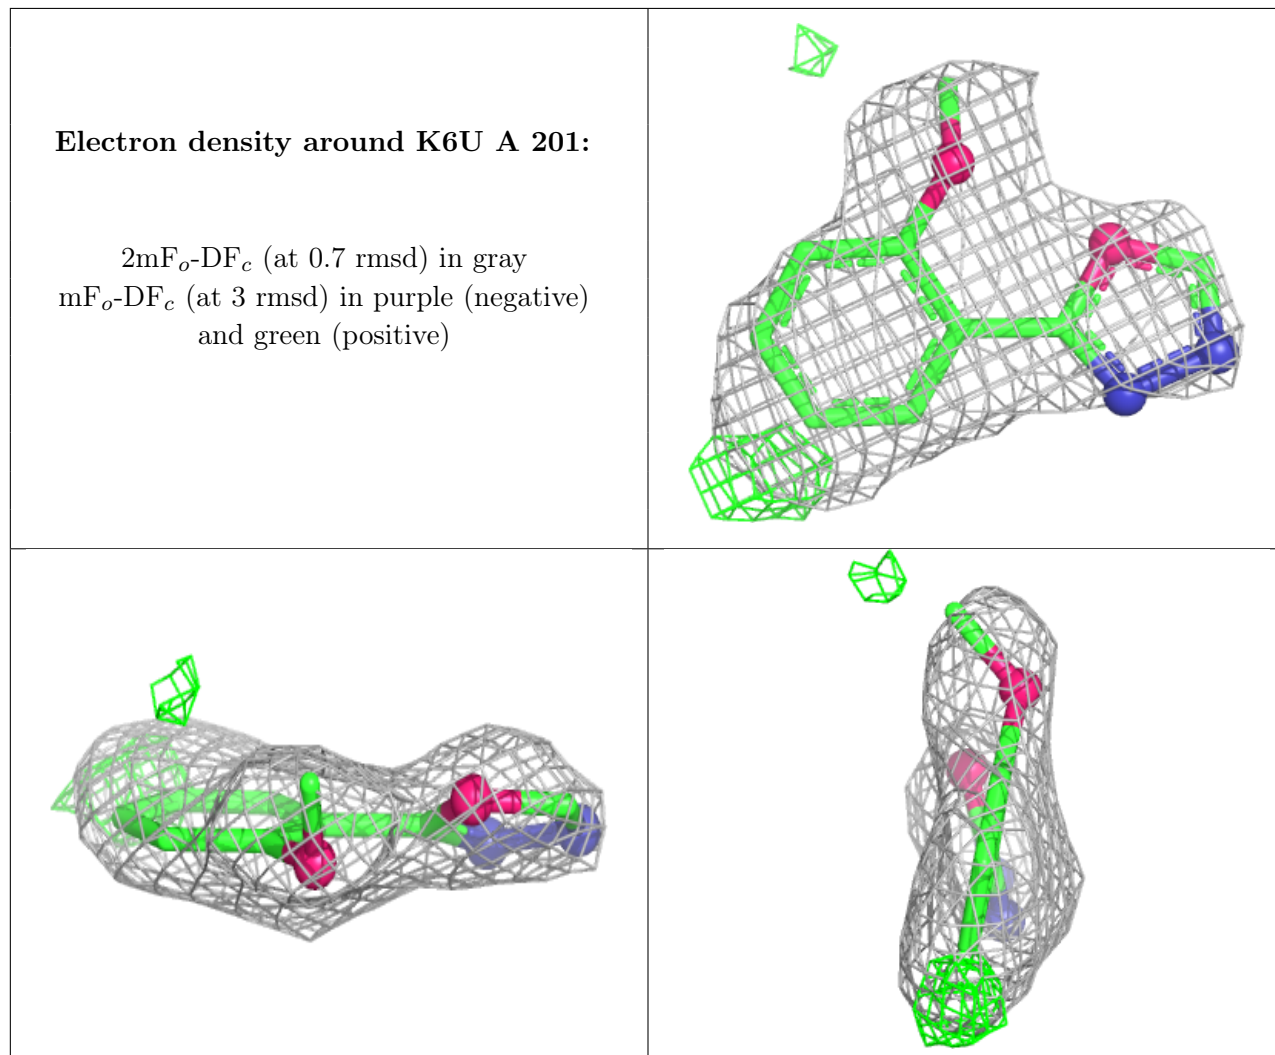 Electron density around K6U A 201:
2mFo-DFc (at 0.7 rmsd) in gray
mFo-DFc (at 3 rmsd) in purple (negative)
and green (positive)